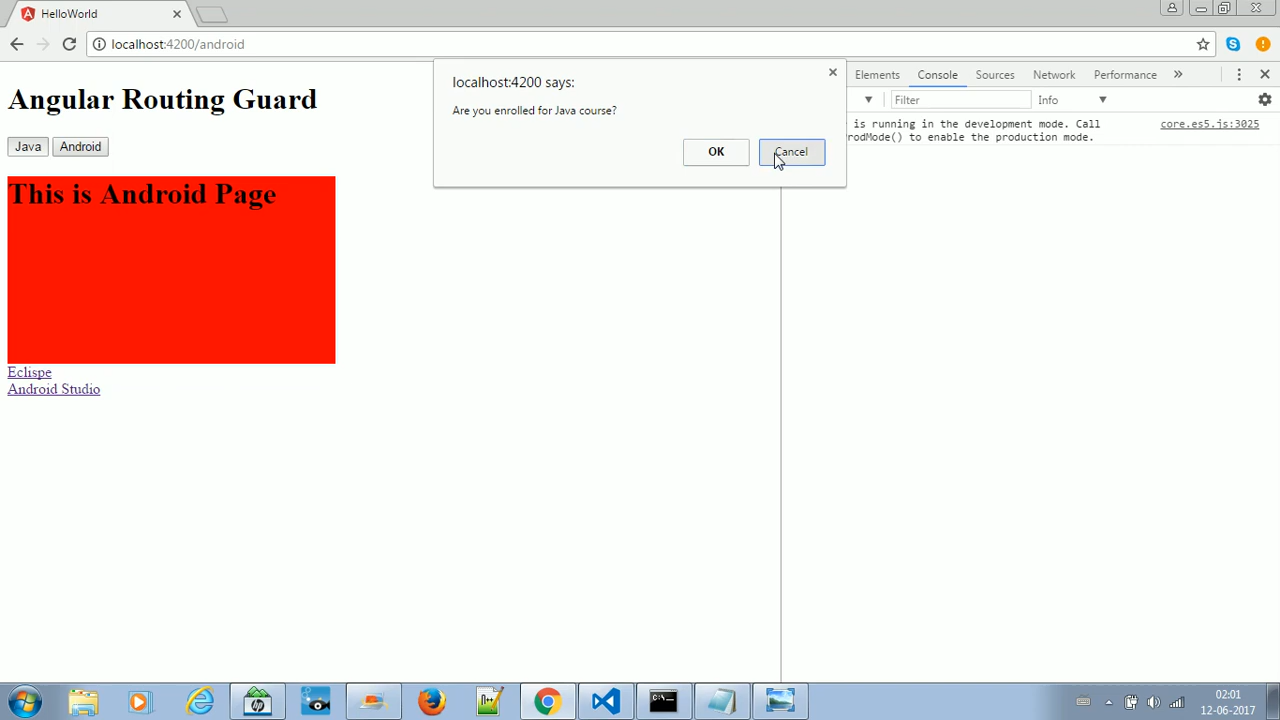 HelloWorld
localhost:4200/android
Angular Routing Guard
Java Android
This is Android Page
Eclispe
Android Studio
localhost:4200 says:
Are you enrolled for Java course?
OK Cancel
Elements Console Sources Network Performance »
Filter Info
is running in the development mode. Call core.es5.js:3025
rodMode() to enable the production mode.
02:01
12-06-2017